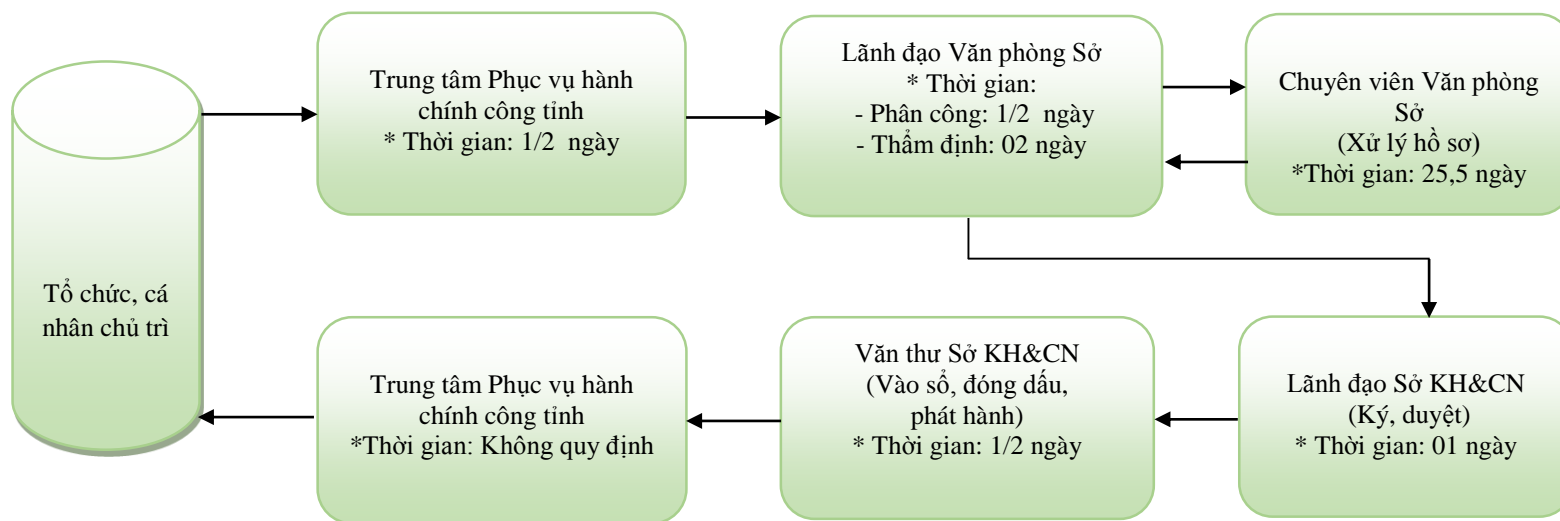 Tổ chức, cá
nhân chủ trì
Trung tâm Phục vụ hành
chính công tỉnh
* Thời gian: 1/2 ngày
Lãnh đạo Văn phòng Sở
* Thời gian:
- Phân công: 1/2 ngày
- Thẩm định: 02 ngày
Chuyên viên Văn phòng
Sở
(Xử lý hồ sơ)
*Thời gian: 25,5 ngày
Lãnh đạo Sở KH&CN
(Ký, duyệt)
* Thời gian: 01 ngày
Văn thư Sở KH&CN
(Vào sổ, đóng dấu,
phát hành)
* Thời gian: 1/2 ngày
Trung tâm Phục vụ hành
chính công tỉnh
*Thời gian: Không quy định